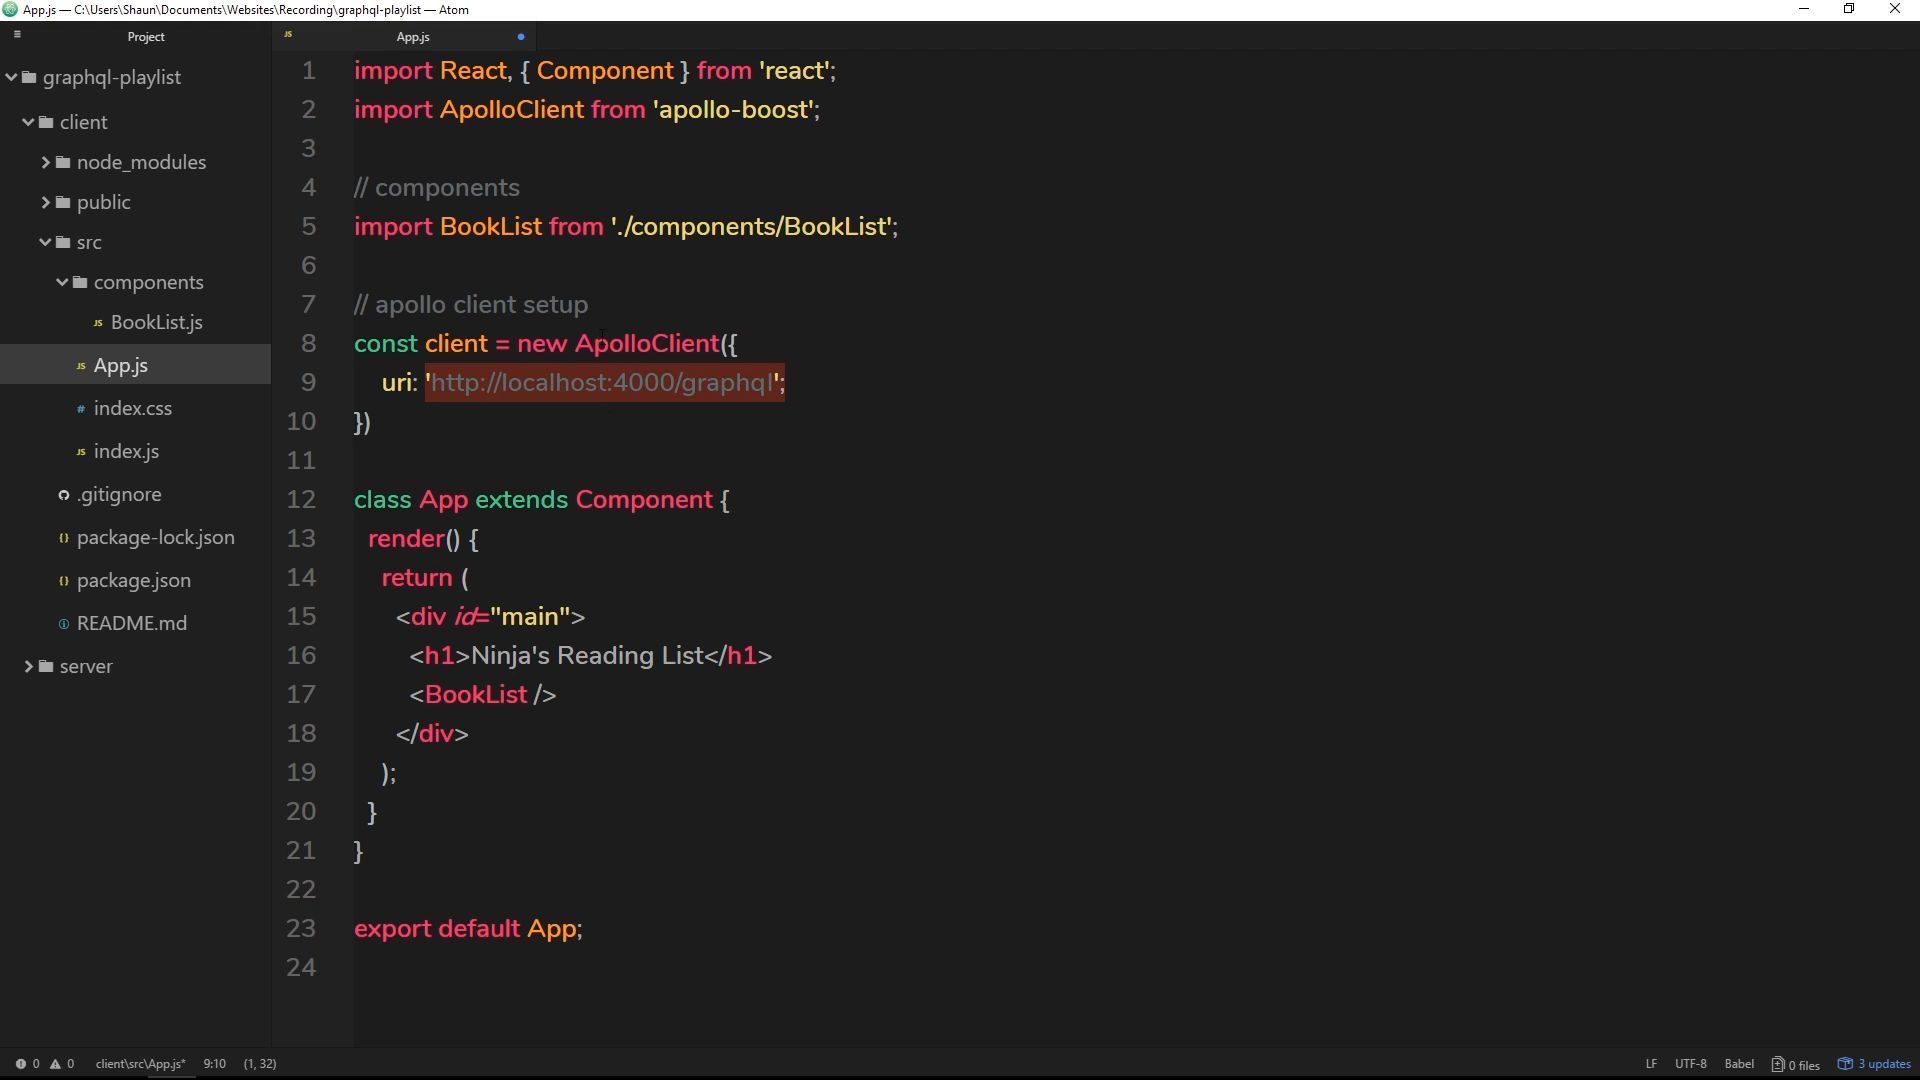 App.js — C:\Users\Shaun\Documents\Websites\Recording\graphql-playlist — Atom
Project
graphql-playlist
client
node_modules
public
src
components
JS BookList.js
JS App.js
# index.css
JS index.js
.gitignore
package-lock.json
package.json
README.md
server
JS App.js
1 import React, { Component } from 'react';
2 import ApolloClient from 'apollo-boost';
3
4 // components
5 import BookList from './components/BookList';
6
7 // apollo client setup
8 const client = new ApolloClient({
9 uri: 'http://localhost:4000/graphql';
10 })
11
12 class App extends Component {
13 render() {
14 return (
15 <div id="main">
16 <h1>Ninja's Reading List</h1>
17 <BookList />
18 </div>
19 );
20 }
21 }
22
23 export default App;
24
0 0 client\src\App.js* 9:10 (1, 32) LF UTF-8 Babel 0 files 3 updates